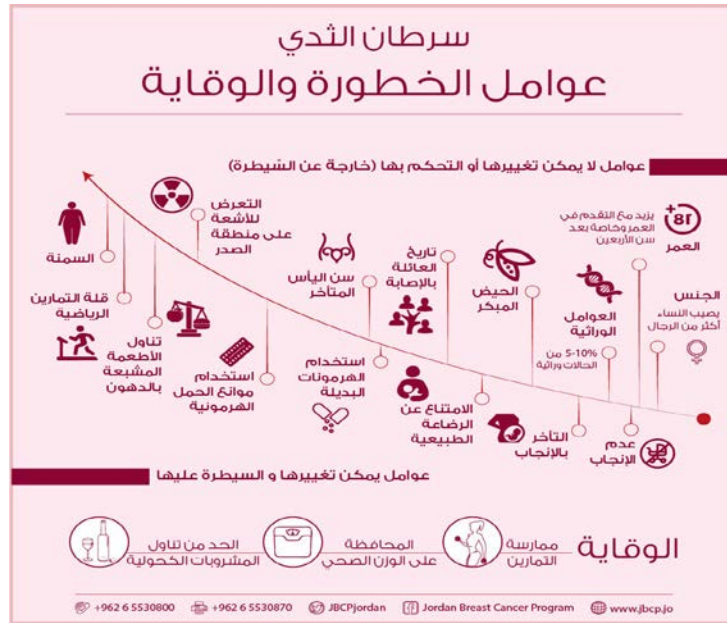 سرطان الثدي
عوامل الخطورة والوقاية
عوامل لا يمكن تغييرها أو التحكم بها (خارجة عن السيطرة)
+18
العمر
يزيد مع التقدم في
العمر وخاصة بعد
سن الأربعين
الجنس
يصيب النساء
أكثر من الرجال
العوامل
الوراثية
5-10% من
الحالات وراثية
الحيض
المبكر
تاريخ
العائلة
بالإصابة
سن اليأس
المتأخر
التعرض
للأشعة
على منطقة
الصدر
عدم
الإنجاب
التأخر
بالإنجاب
الامتناع عن
الرضاعة
الطبيعية
استخدام
الهرمونات
البديلة
استخدام
موانع الحمل
الهرمونية
تناول
الأطعمة
المشبعة
بالدهون
قلة التمارين
الرياضية
السمنة
عوامل يمكن تغييرها و السيطرة عليها
الوقاية
ممارسة
التمارين
المحافظة
على الوزن الصحي
الحد من تناول
المشروبات الكحولية
+962 6 5530800 +962 6 5530870 JBCPjordan Jordan Breast Cancer Program www.jbcp.jo